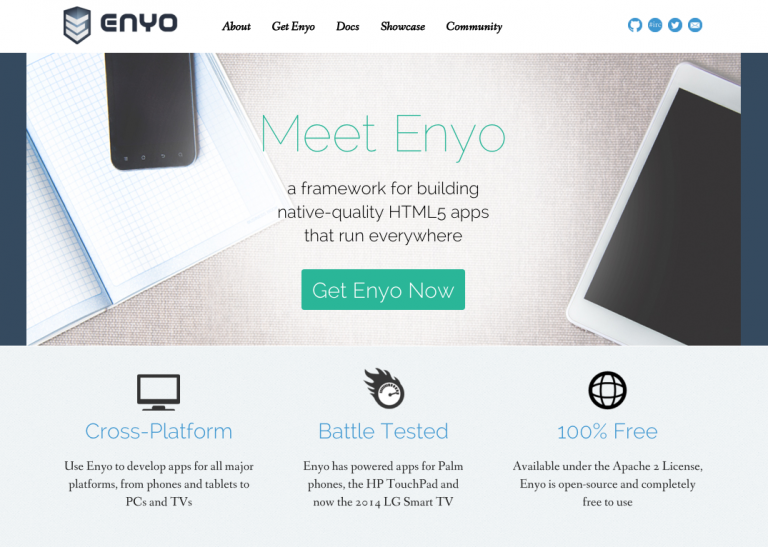 ENYO
About Get Enyo Docs Showcase Community
Meet Enyo
a framework for building
native-quality HTML5 apps
that run everywhere
Get Enyo Now
Cross-Platform
Use Enyo to develop apps for all major
platforms, from phones and tablets to
PCs and TVs
Battle Tested
Enyo has powered apps for Palm
phones, the HP TouchPad and
now the 2014 LG Smart TV
100% Free
Available under the Apache 2 License,
Enyo is open-source and completely
free to use